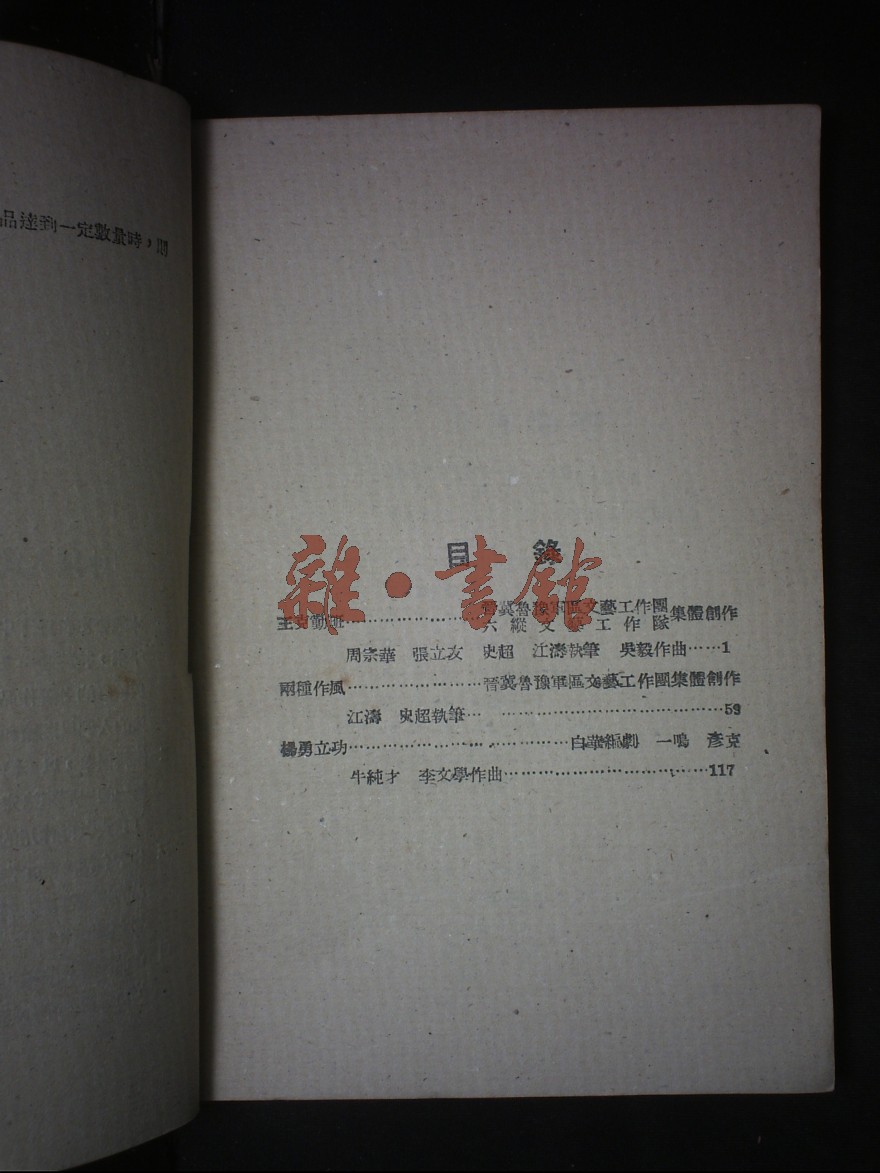 品達到一定數量時，則
目錄
王克勤班…………………晉冀魯豫軍區文藝工作團
六縱文藝工作隊集體創作
周宗華 張立友 史超 江濤執筆 吳毅作曲……1
兩種作風……………晉冀魯豫軍區文藝工作團集體創作
江濤 史超執筆……………………………59
楊勇立功………………………白華編劇 一鳴 彥克
牛純才 李文學作曲…………………………117
雜·書館